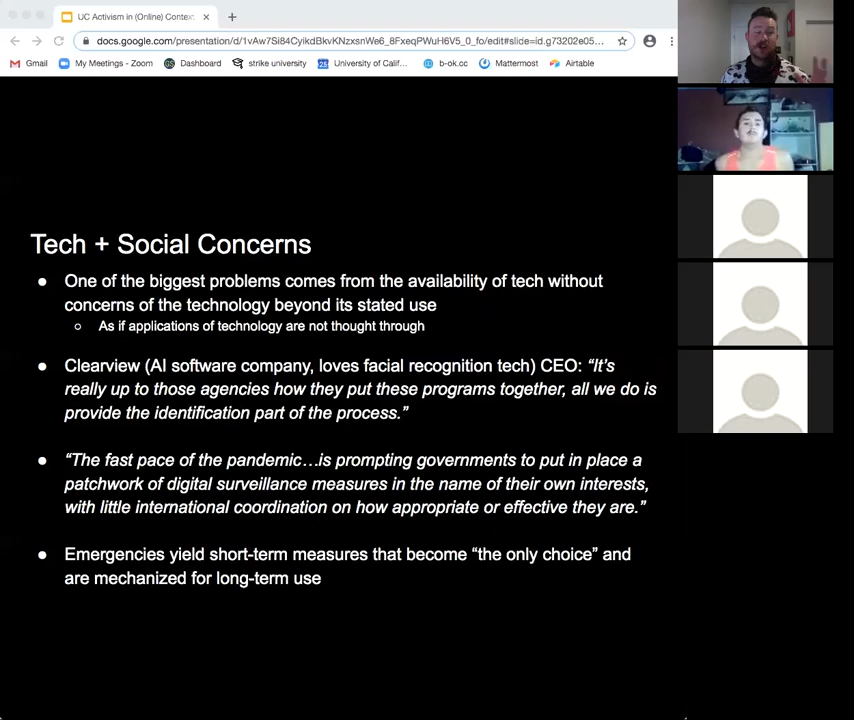 UC Activism in (Online) Contex
docs.google.com/presentation/d/1vAw7Si84CyikdBkvKNzxsnWe6_8FxeqPWuH6V5_0_fo/edit#slide=id.g73202e05...
Gmail My Meetings - Zoom Dashboard strike university University of Calif... b-ok.cc Mattermost Airtable
Tech + Social Concerns
● One of the biggest problems comes from the availability of tech without
concerns of the technology beyond its stated use
○ As if applications of technology are not thought through
● Clearview (AI software company, loves facial recognition tech) CEO: “It’s
really up to those agencies how they put these programs together, all we do is
provide the identification part of the process.”
● “The fast pace of the pandemic…is prompting governments to put in place a
patchwork of digital surveillance measures in the name of their own interests,
with little international coordination on how appropriate or effective they are.”
● Emergencies yield short-term measures that become “the only choice” and
are mechanized for long-term use